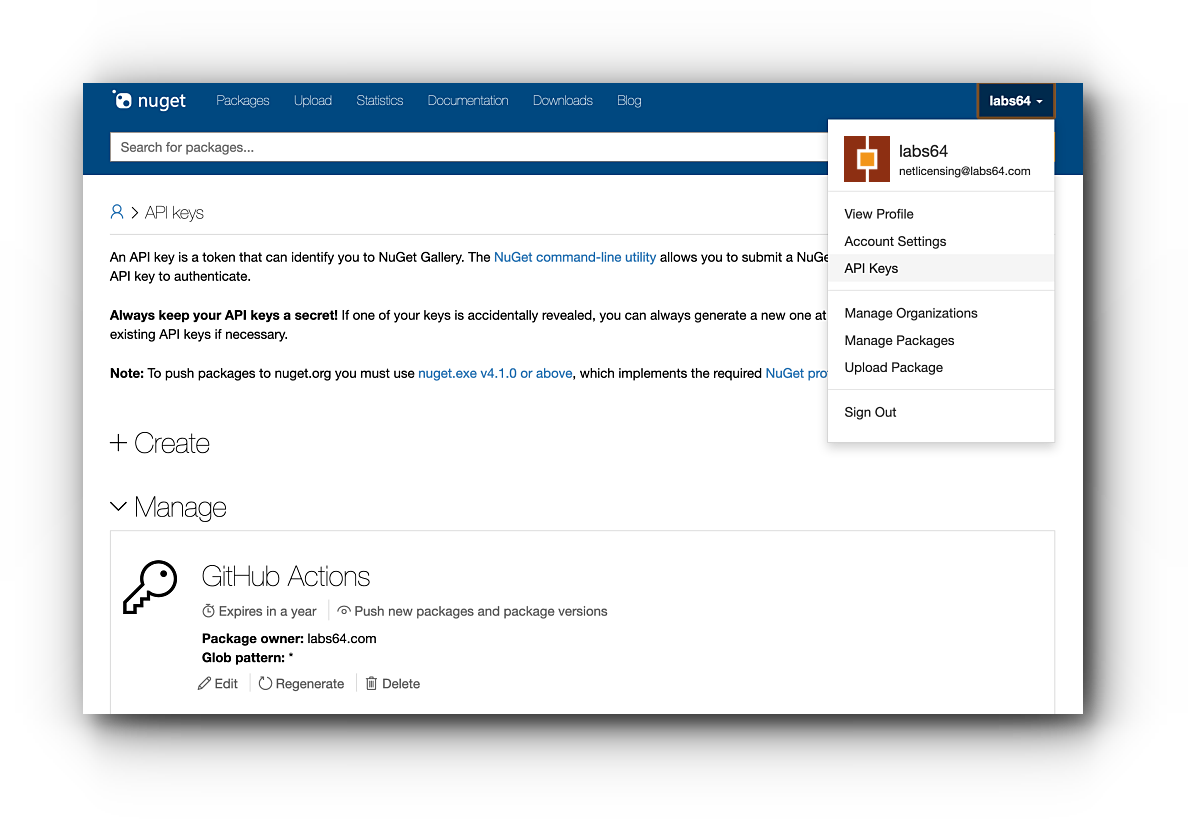 nuget Packages Upload Statistics Documentation Downloads Blog labs64
Search for packages...
labs64
netlicensing@labs64.com
View Profile
Account Settings
API Keys
Manage Organizations
Manage Packages
Upload Package
Sign Out
API keys
An API key is a token that can identify you to NuGet Gallery. The NuGet command-line utility allows you to submit a
API key to authenticate.
Always keep your API keys a secret! If one of your keys is accidentally revealed, you can always generate a new one at
existing API keys if necessary.
Note: To push packages to nuget.org you must use nuget.exe v4.1.0 or above, which implements the required NuGet
Create
Manage
GitHub Actions
Expires in a year Push new packages and package versions
Package owner: labs64.com
Glob pattern: *
Edit Regenerate Delete